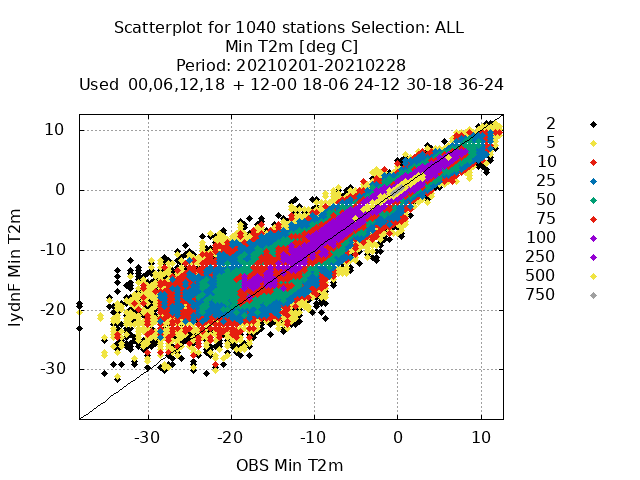 Scatterplot for 1040 stations Selection: ALL
Min T2m [deg C]
Period: 20210201-20210228
Used 00,06,12,18 + 12-00 18-06 24-12 30-18 36-24
10
0
-10
-20
-30
-30 -20 -10 0 10
IydnF Min T2m
OBS Min T2m
2
5
10
25
50
75
100
250
500
750